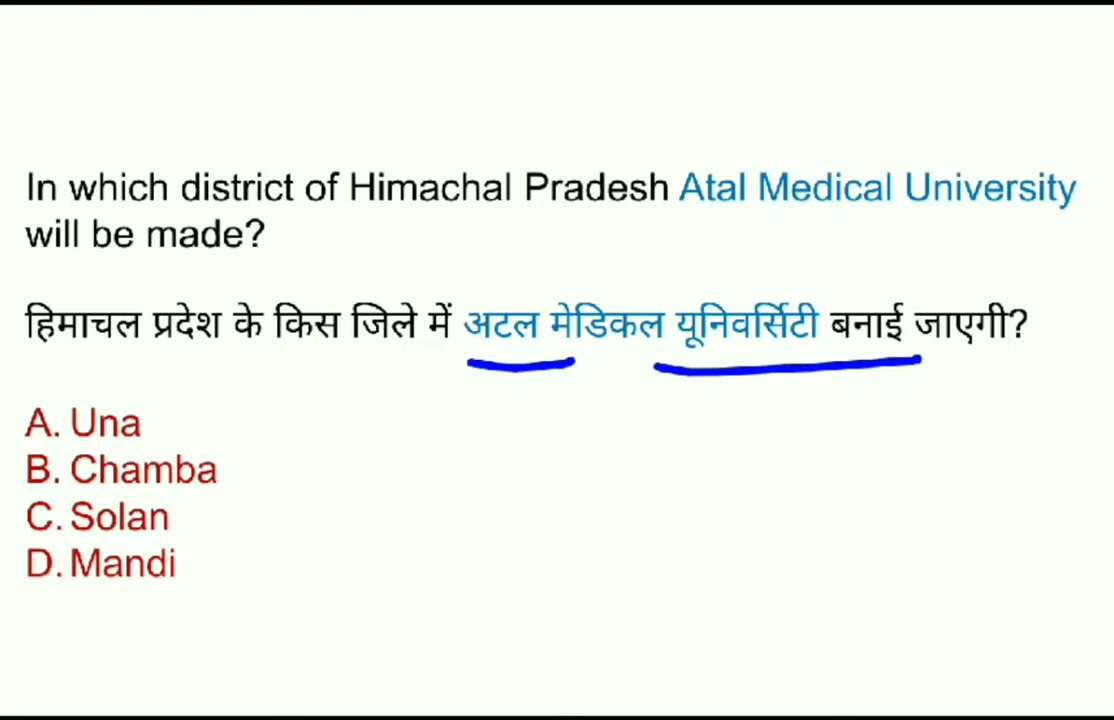 In which district of Himachal Pradesh Atal Medical University
will be made?
हिमाचल प्रदेश के किस जिले में अटल मेडिकल यूनिवर्सिटी बनाई जाएगी?
A. Una
B. Chamba
C. Solan
D. Mandi